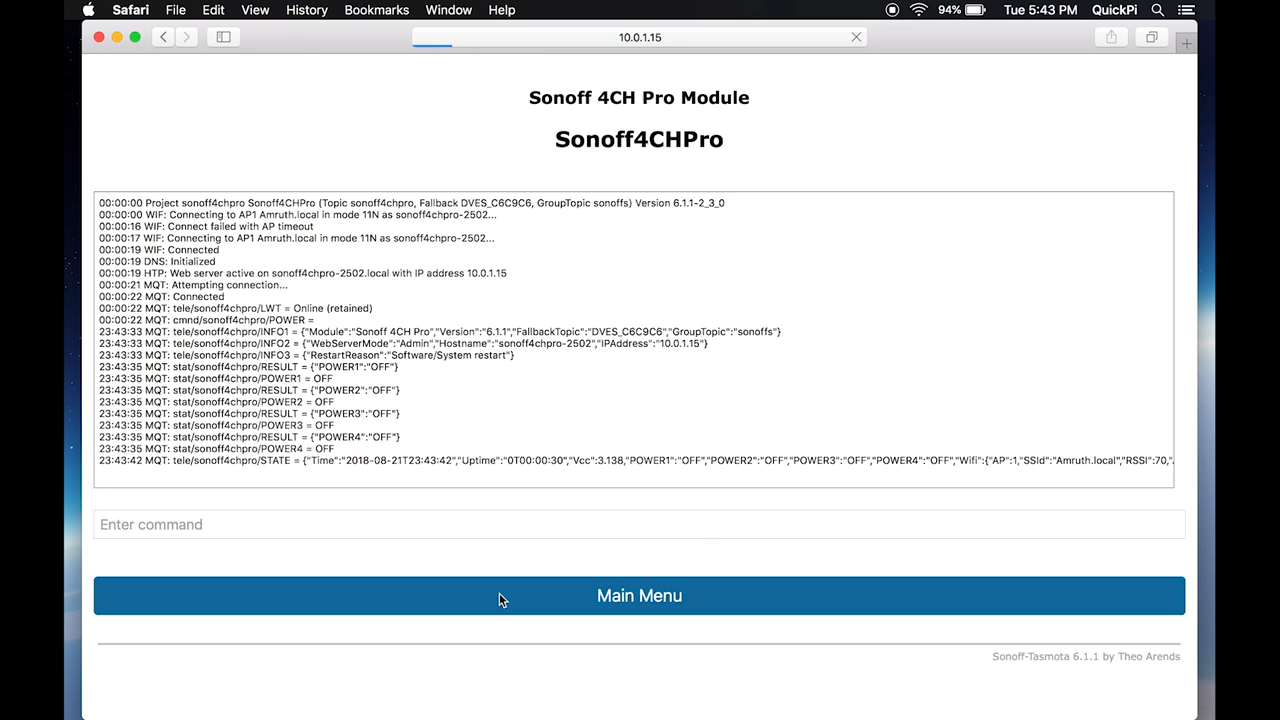 Safari File Edit View History Bookmarks Window Help 94% Tue 5:43 PM QuickPi
10.0.1.15
Sonoff 4CH Pro Module
Sonoff4CHPro
00:00:00 Project sonoff4chpro Sonoff4CHPro (Topic sonoff4chpro, Fallback DVES_C6C9C6, GroupTopic sonoffs) Version 6.1.1-2_3_0
00:00:00 WIF: Connecting to AP1 Amruth.local in mode 11N as sonoff4chpro-2502...
00:00:16 WIF: Connect failed with AP timeout
00:00:17 WIF: Connecting to AP1 Amruth.local in mode 11N as sonoff4chpro-2502...
00:00:19 WIF: Connected
00:00:19 DNS: Initialized
00:00:19 HTP: Web server active on sonoff4chpro-2502.local with IP address 10.0.1.15
00:00:21 MQT: Attempting connection...
00:00:22 MQT: Connected
00:00:22 MQT: tele/sonoff4chpro/LWT = Online (retained)
00:00:22 MQT: cmnd/sonoff4chpro/POWER =
23:43:33 MQT: tele/sonoff4chpro/INFO1 = {"Module":"Sonoff 4CH Pro","Version":"6.1.1","FallbackTopic":"DVES_C6C9C6","GroupTopic":"sonoffs"}
23:43:33 MQT: tele/sonoff4chpro/INFO2 = {"WebServerMode":"Admin","Hostname":"sonoff4chpro-2502","IPAddress":"10.0.1.15"}
23:43:33 MQT: tele/sonoff4chpro/INFO3 = {"RestartReason":"Software/System restart"}
23:43:35 MQT: stat/sonoff4chpro/RESULT = {"POWER1":"OFF"}
23:43:35 MQT: stat/sonoff4chpro/POWER1 = OFF
23:43:35 MQT: stat/sonoff4chpro/RESULT = {"POWER2":"OFF"}
23:43:35 MQT: stat/sonoff4chpro/POWER2 = OFF
23:43:35 MQT: stat/sonoff4chpro/RESULT = {"POWER3":"OFF"}
23:43:35 MQT: stat/sonoff4chpro/POWER3 = OFF
23:43:35 MQT: stat/sonoff4chpro/RESULT = {"POWER4":"OFF"}
23:43:35 MQT: stat/sonoff4chpro/POWER4 = OFF
23:43:42 MQT: tele/sonoff4chpro/STATE = {"Time":"2018-08-21T23:43:42","Uptime":"0T00:00:30","Vcc":3.138,"POWER1":"OFF","POWER2":"OFF","POWER3":"OFF","POWER4":"OFF","Wifi":{"AP":1,"SSId":"Amruth.local","RSSI":70,
Enter command
Main Menu
Sonoff-Tasmota 6.1.1 by Theo Arends